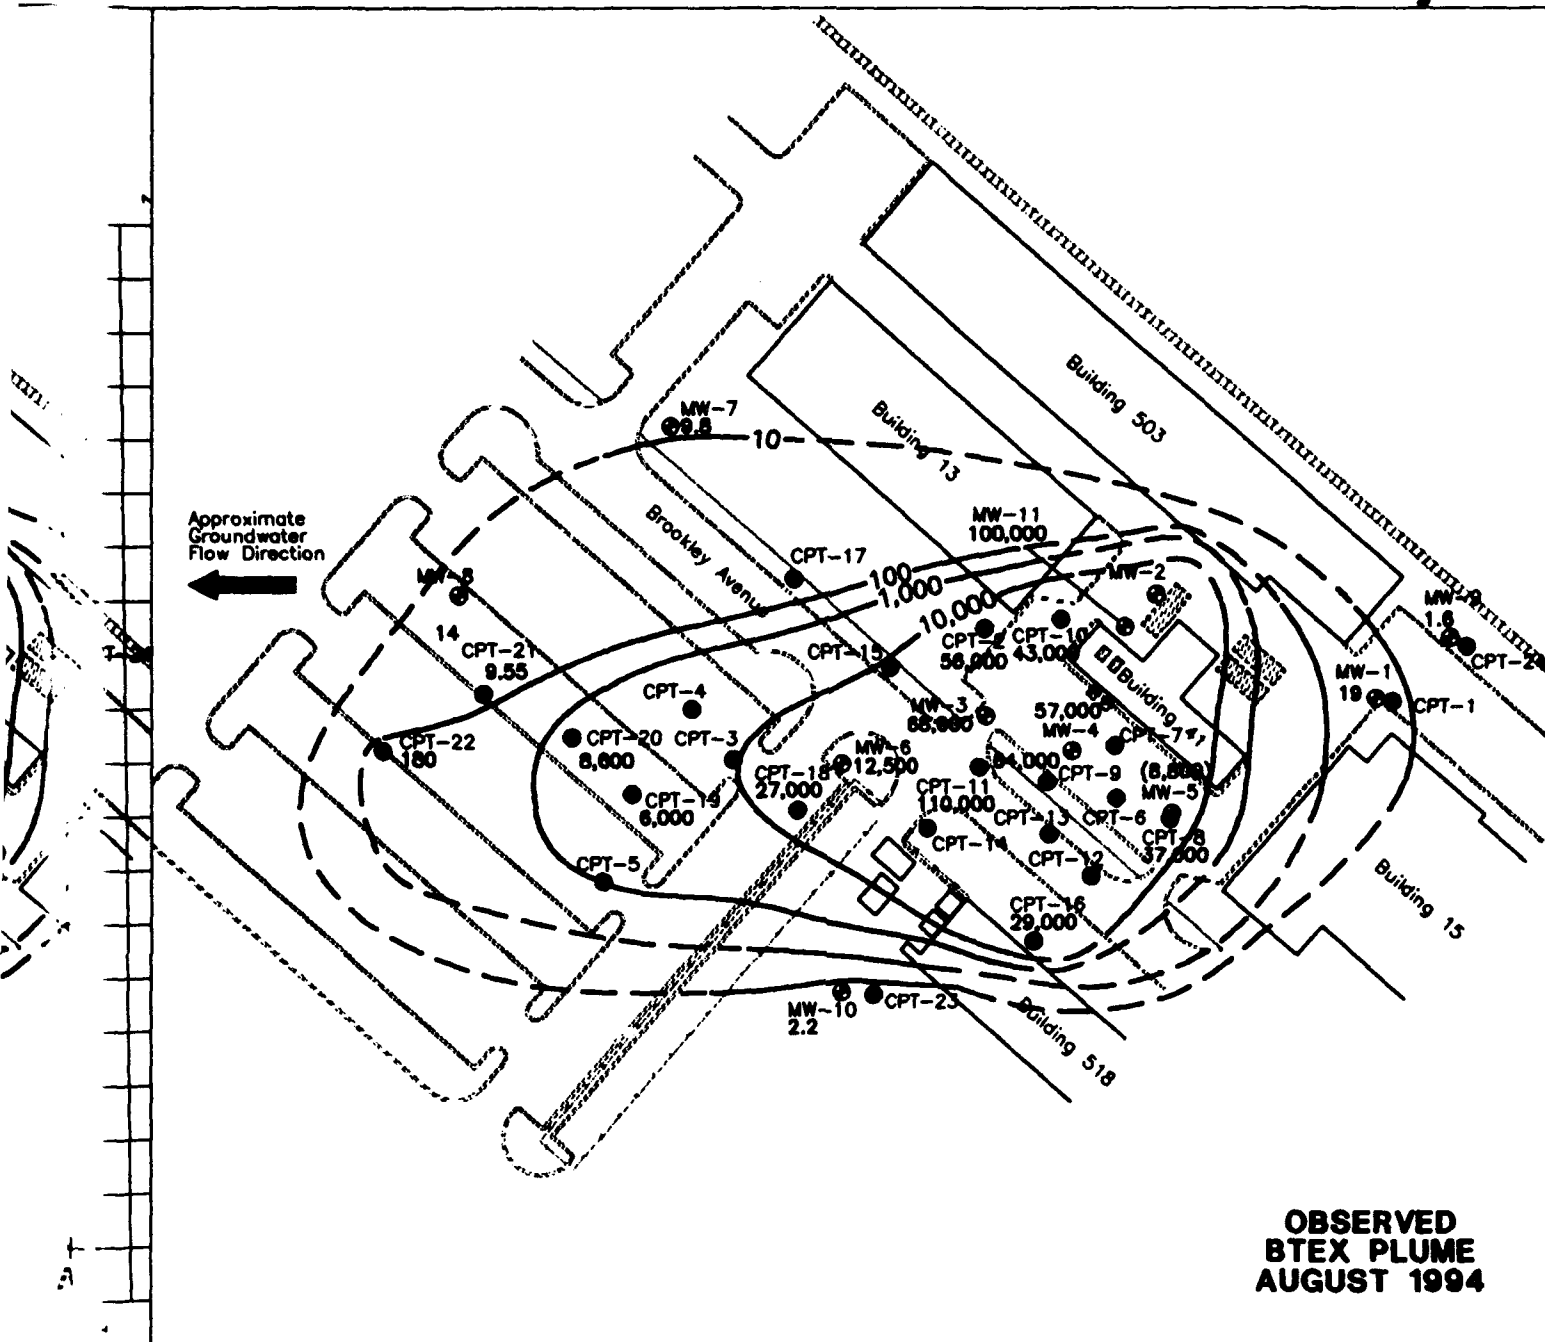 Building 503
MW-7
9.8
Building 13
10
Approximate
Groundwater
Flow Direction
Brookley Avenue
MW-11
100,000
CPT-17
100
1,000
10,000
MW-2
MW-8
14
CPT-21
9.55
CPT-2
56,000
CPT-10
43,000
1.6
CPT-15
CPT-4
MW-1
19
CPT-1
Building
MW-3
57,000
CPT-22
180
CPT-20
8,600
CPT-3
MW-4
CPT-7
MW-6
12,500
CPT-18
27,000
CPT-9
MW-5
CPT-19
6,000
CPT-11
110,000
CPT-13
CPT-6
CPT-14
CPT-8
37,000
CPT-12
CPT-5
CPT-16
29,000
Building 15
CPT-23
MW-10
2.2
Building 518
OBSERVED
BTEX PLUME
AUGUST 1994